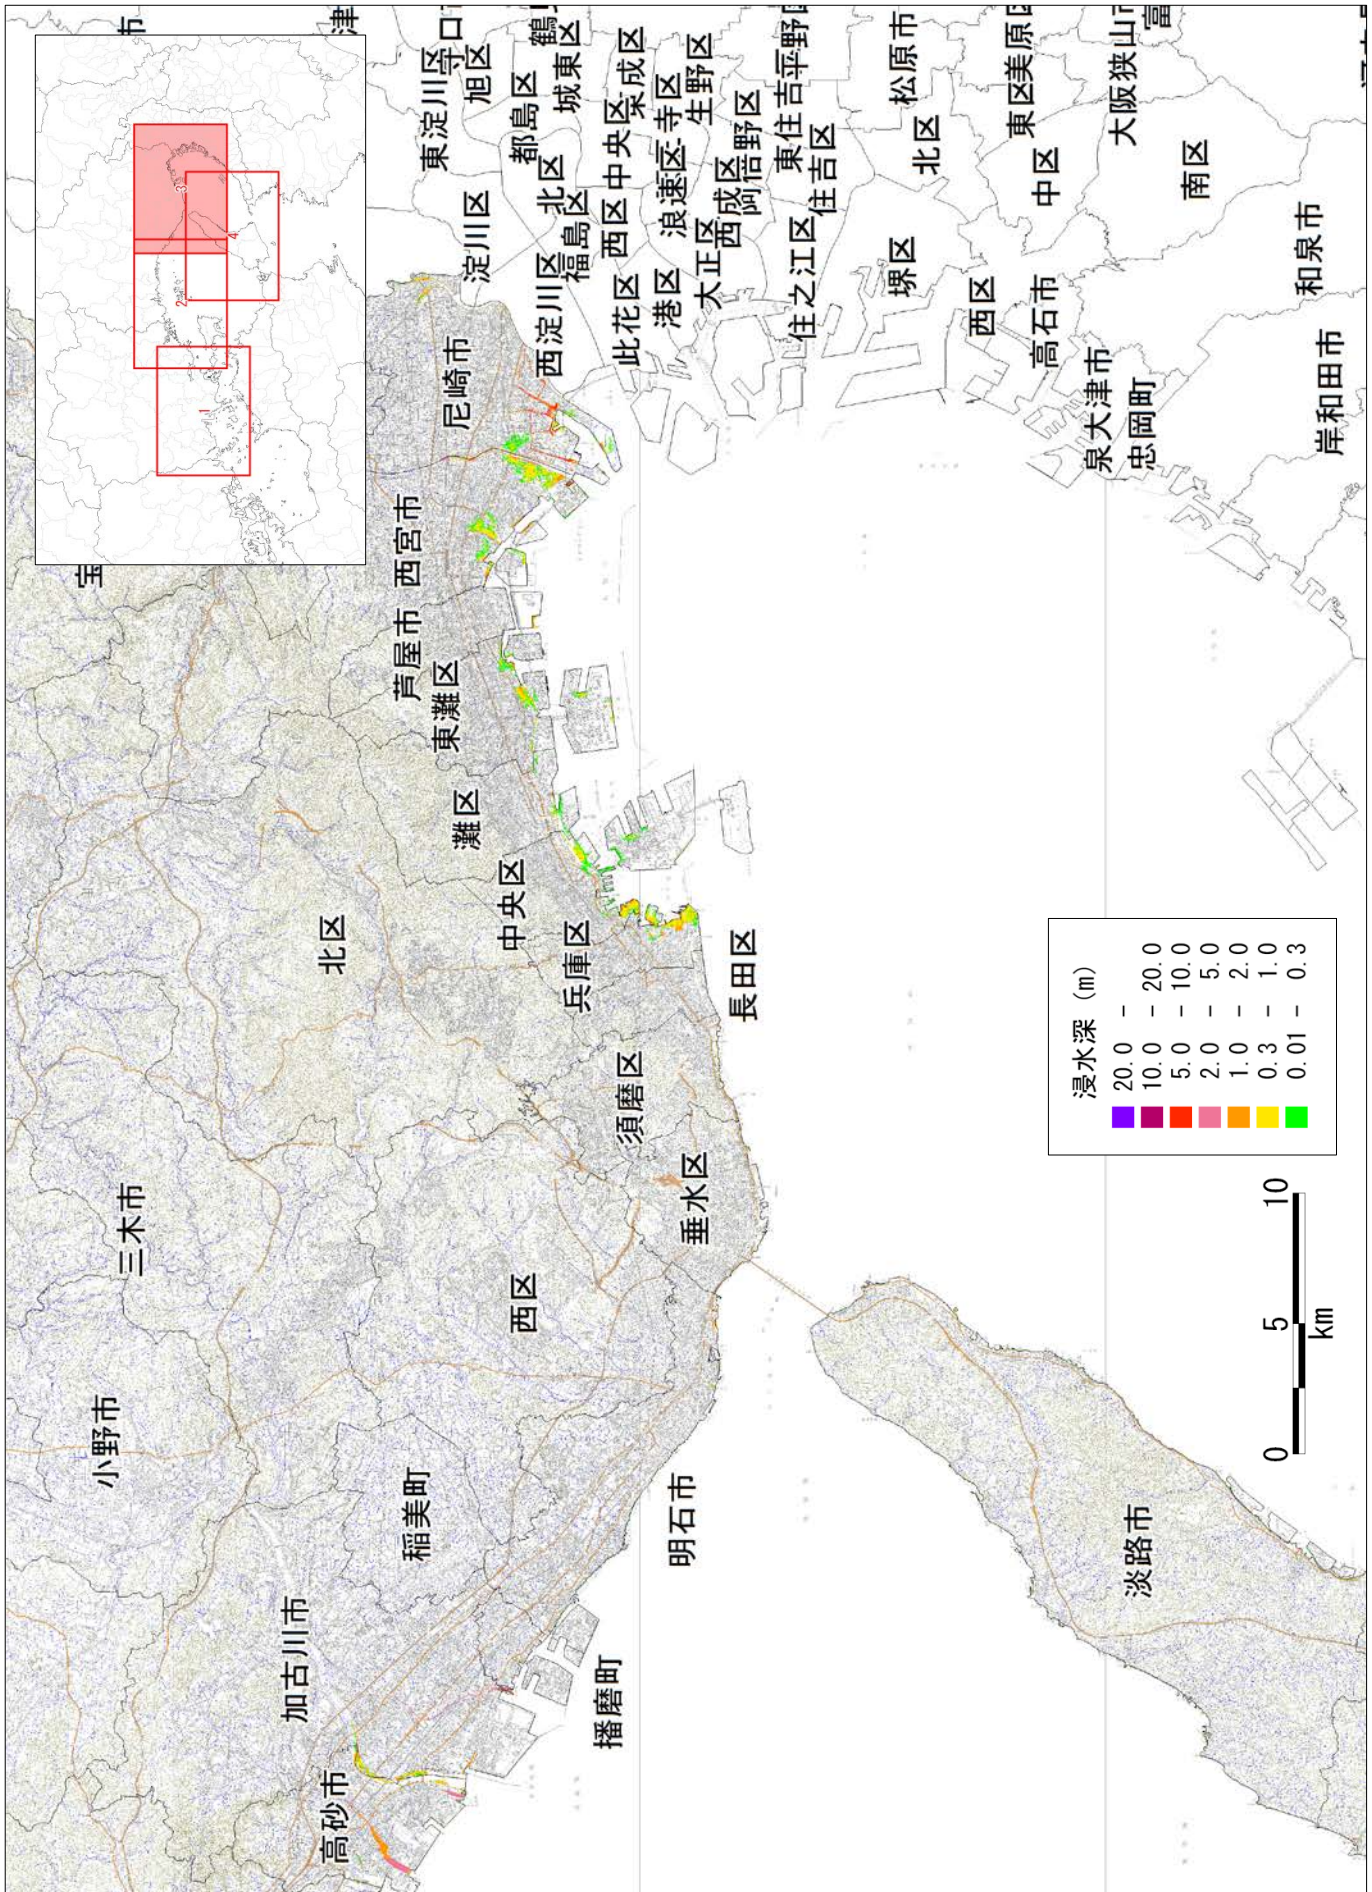 3
2
4
1
宝
市
津
守口
鶴見
東淀川区
旭区
都島区
城東区
東成区
淀川区
北区
福島区
中央区
西区
生野区
浪速区
西成区
阿倍野区
東住吉
平野区
松原市
西淀川区
此花区
港区
大正区
住之江区
住吉区
北区
東区
美原区
大阪狭山市
富
堺区
中区
南区
西区
高石市
泉大津市
忠岡町
和泉市
岸和田市
尼崎市
西宮市
芦屋市
東灘区
灘区
中央区
北区
兵庫区
長田区
須磨区
垂水区
三木市
西区
小野市
稲美町
明石市
加古川市
播磨町
高砂市
淡路市
浸水深 (m)
20.0 -
10.0 - 20.0
5.0 - 10.0
2.0 - 5.0
1.0 - 2.0
0.3 - 1.0
0.01 - 0.3
0 5 10
km